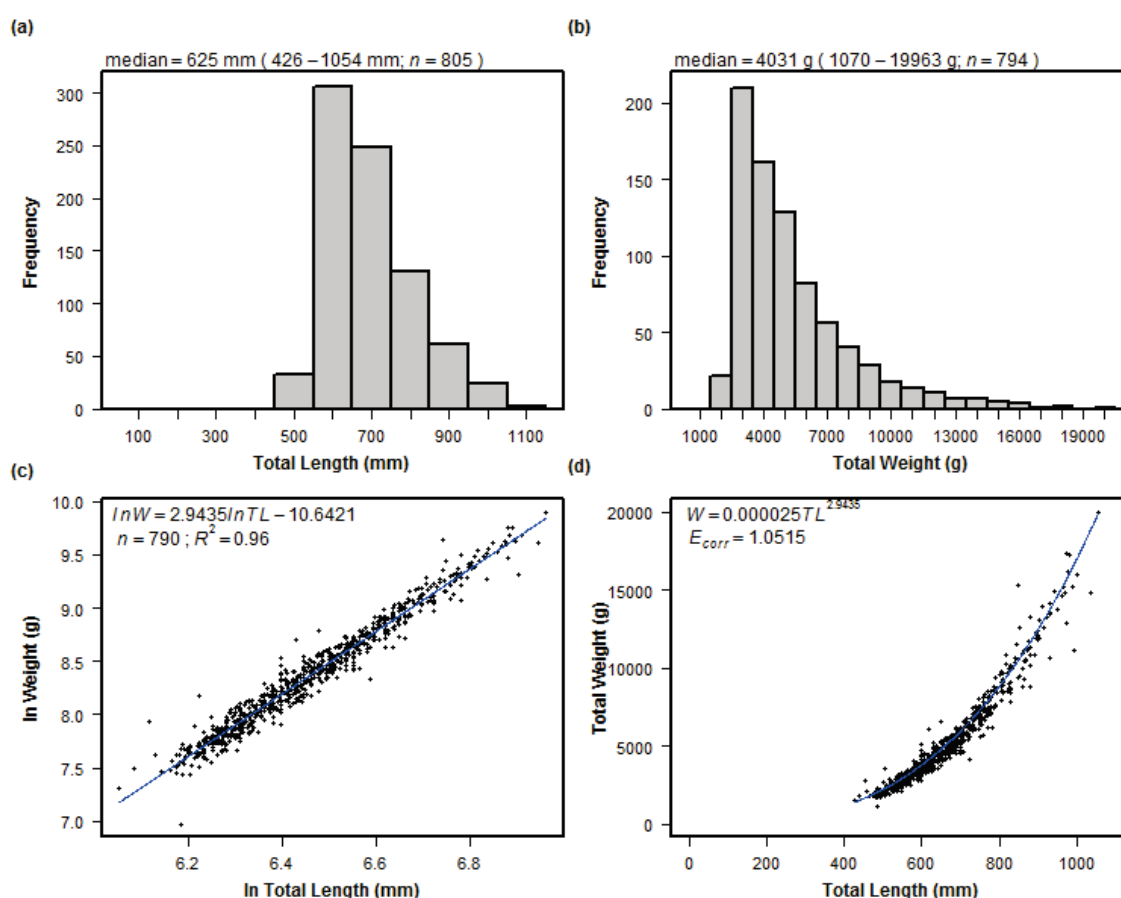 (a)
median = 625 mm ( 426 – 1054 mm; n = 805 )
300
250
200
150
100
50
0
Frequency
100 300 500 700 900 1100
Total Length (mm)
(b)
median = 4031 g ( 1070 – 19963 g; n = 794 )
200
150
100
50
0
Frequency
1000 4000 7000 10000 13000 16000 19000
Total Weight (g)
(c)
lnW = 2.9435lnTL – 10.6421
n = 790 ; R² = 0.96
10.0
9.5
9.0
8.5
8.0
7.5
7.0
ln Weight (g)
6.2 6.4 6.6 6.8
ln Total Length (mm)
(d)
W = 0.000025TL^2.9435
E_corr = 1.0515
20000
15000
10000
5000
0
Total Weight (g)
0 200 400 600 800 1000
Total Length (mm)